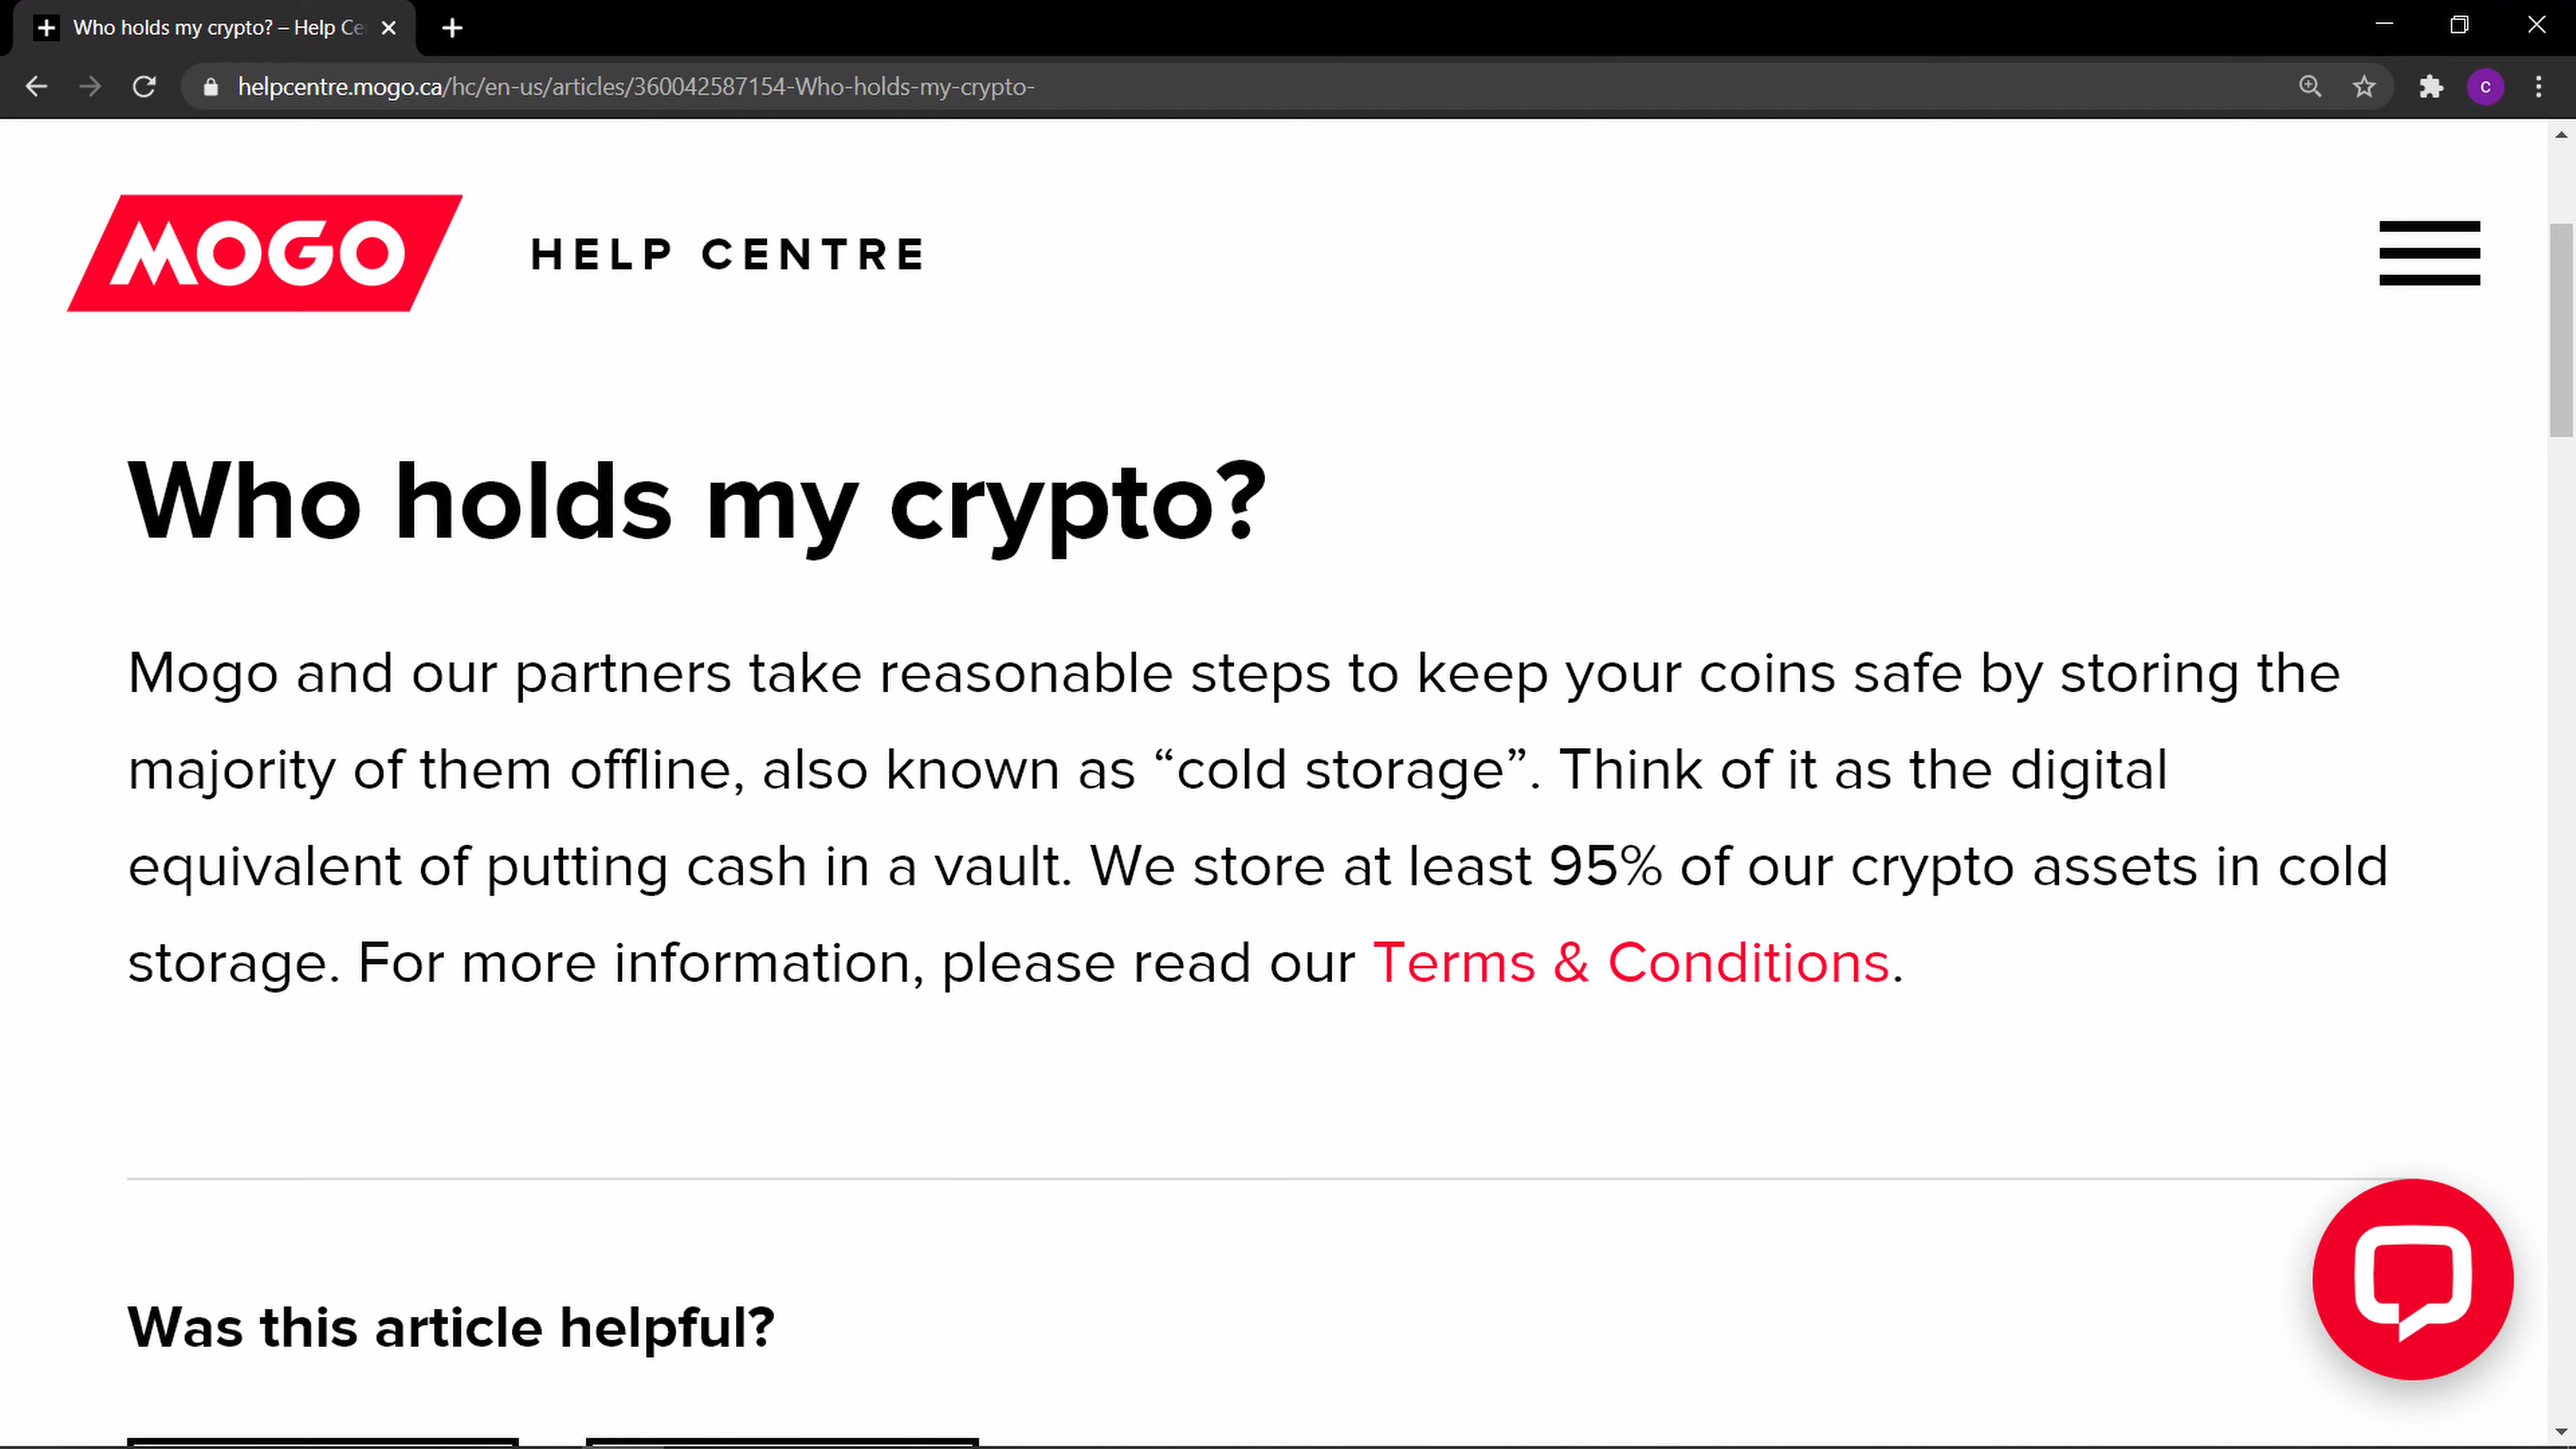 Who holds my crypto? – Help Ce
helpcentre.mogo.ca/hc/en-us/articles/360042587154-Who-holds-my-crypto-
c
MOGO
HELP CENTRE
Who holds my crypto?
Mogo and our partners take reasonable steps to keep your coins safe by storing the
majority of them offline, also known as “cold storage”. Think of it as the digital
equivalent of putting cash in a vault. We store at least 95% of our crypto assets in cold
storage. For more information, please read our Terms & Conditions.
Was this article helpful?